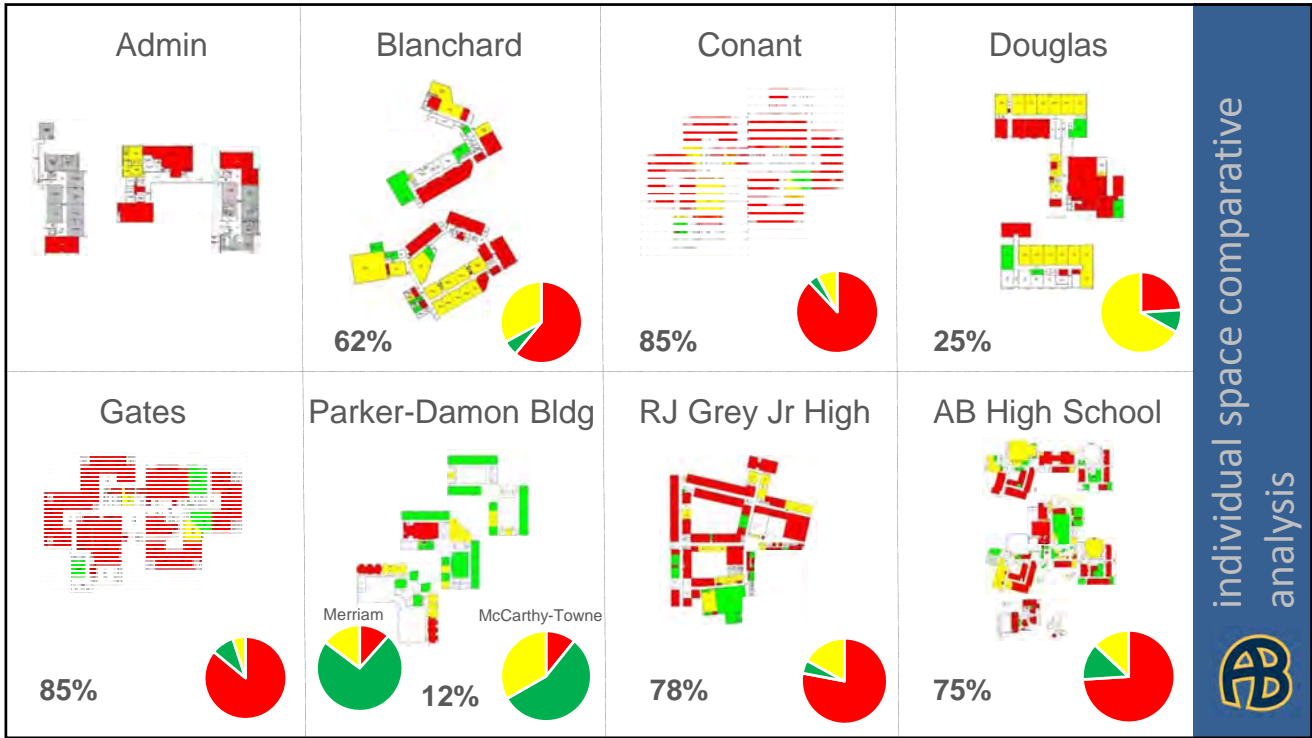 Admin
Blanchard
62%
Conant
85%
Douglas
25%
Gates
85%
Parker-Damon Bldg
Merriam
McCarthy-Towne
12%
RJ Grey Jr High
78%
AB High School
75%
individual space comparative
analysis
AB